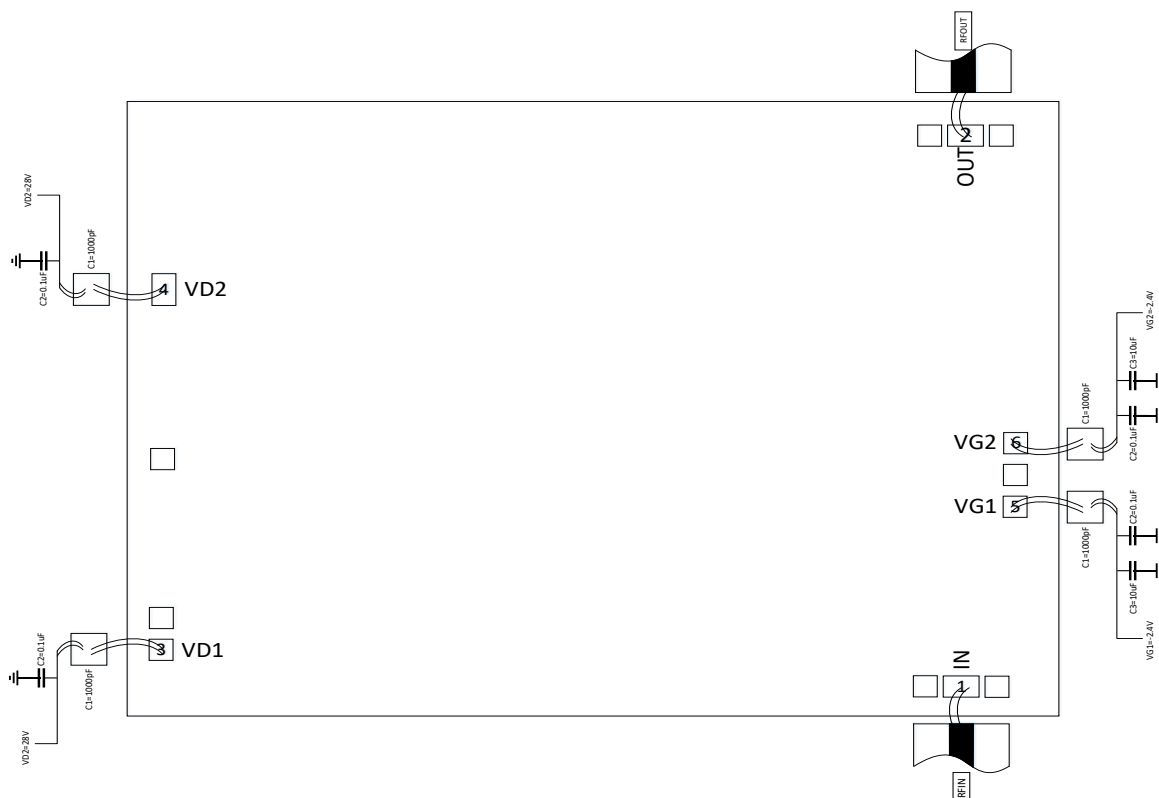 RFOUT
2
OUT
VD2=28V
C1=1000pF
C2=0.1uF
4
VD2
VG2=-2.4V
C3=10uF
C1=1000pF
C2=0.1uF
VG2
6
VG1
5
C2=0.1uF
C1=1000pF
C3=10uF
VG1=-2.4V
C2=0.1uF
3
VD1
C1=1000pF
VD2=28V
IN
1
RFIN